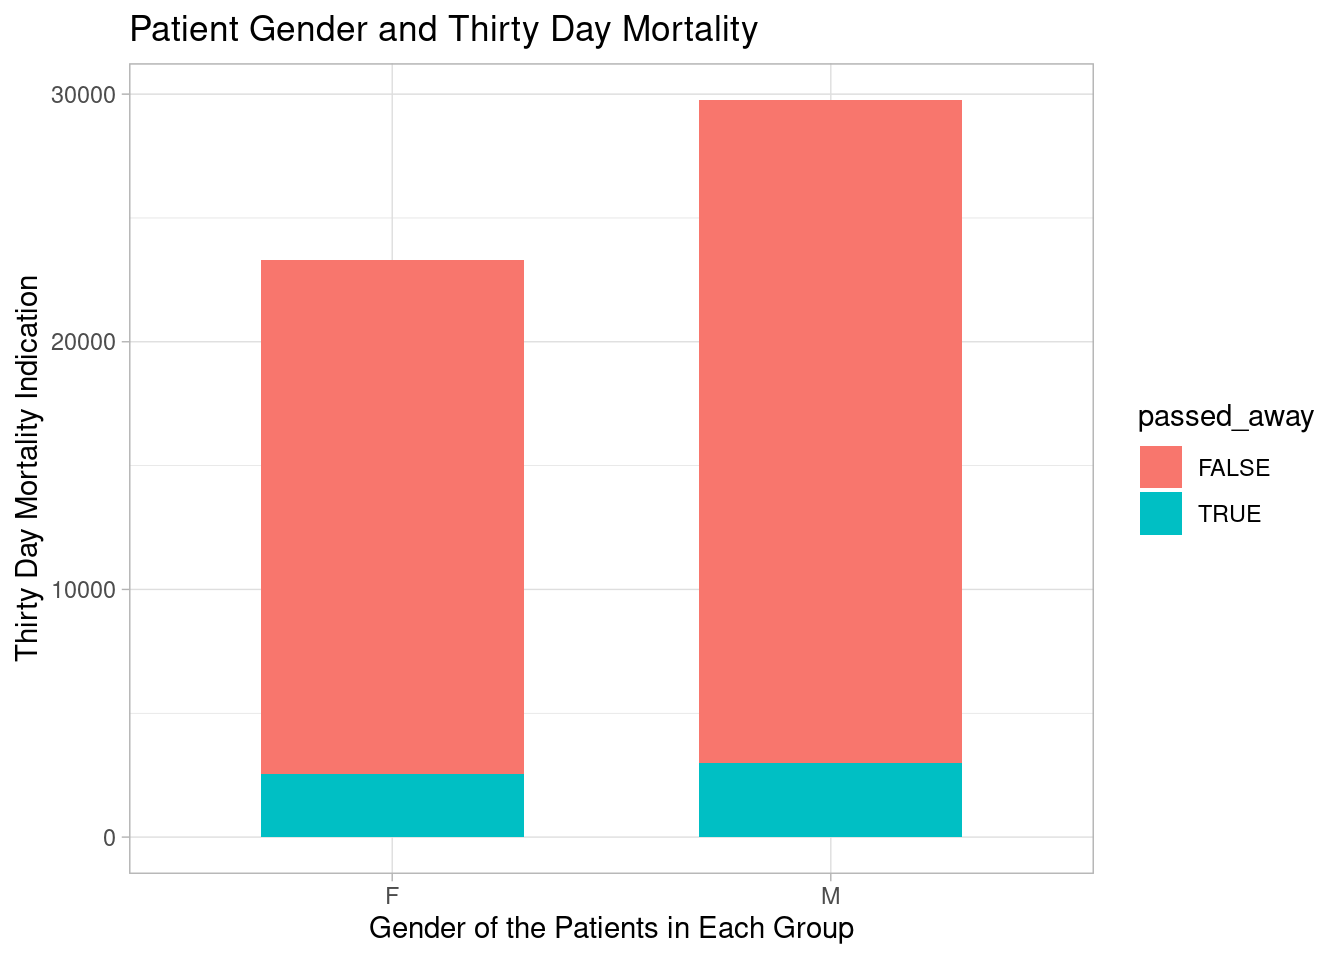 Patient Gender and Thirty Day Mortality
Thirty Day Mortality Indication
30000
20000
10000
0
F
M
Gender of the Patients in Each Group
passed_away
FALSE
TRUE